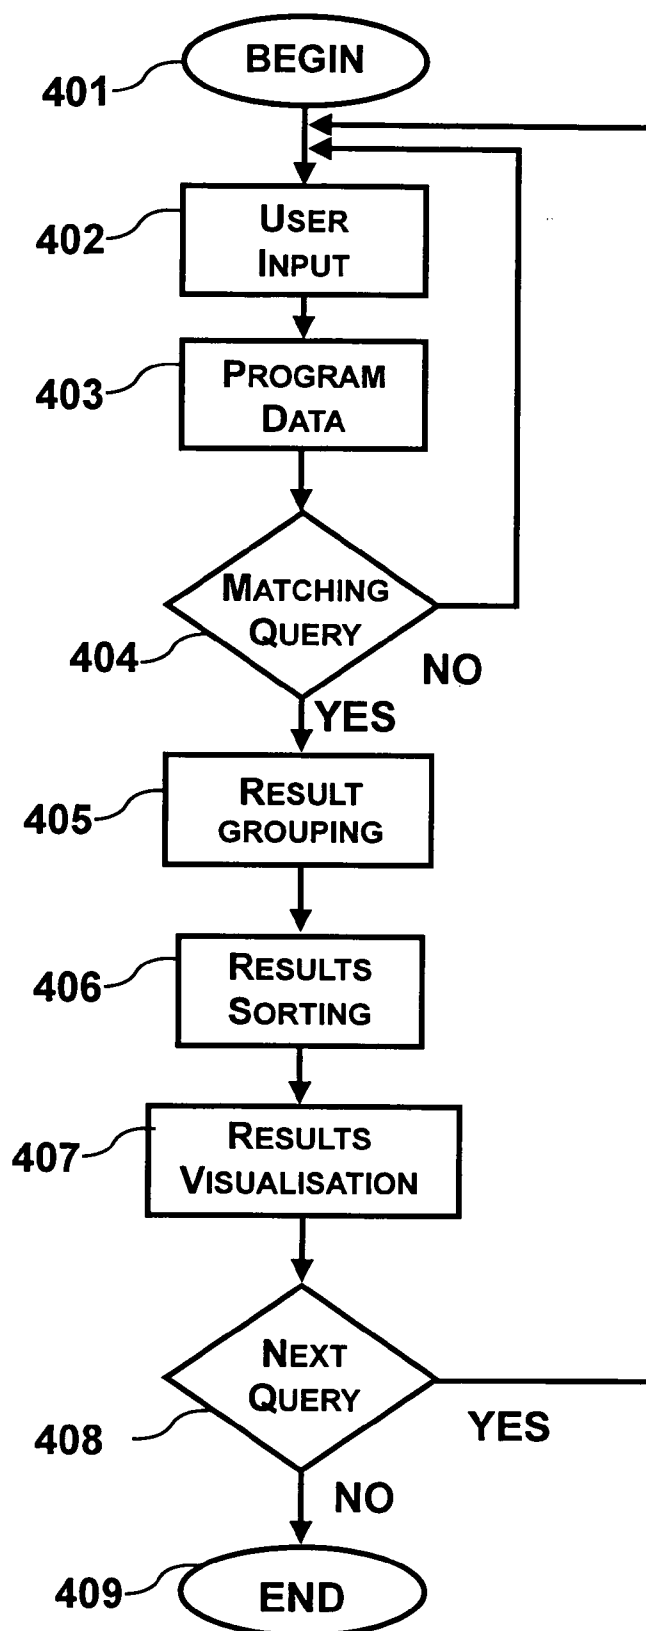 BEGIN
401
402
USER
INPUT
403
PROGRAM
DATA
MATCHING
QUERY
404
NO
YES
405
RESULT
GROUPING
406
RESULTS
SORTING
407
RESULTS
VISUALISATION
NEXT
QUERY
408
YES
NO
409
END